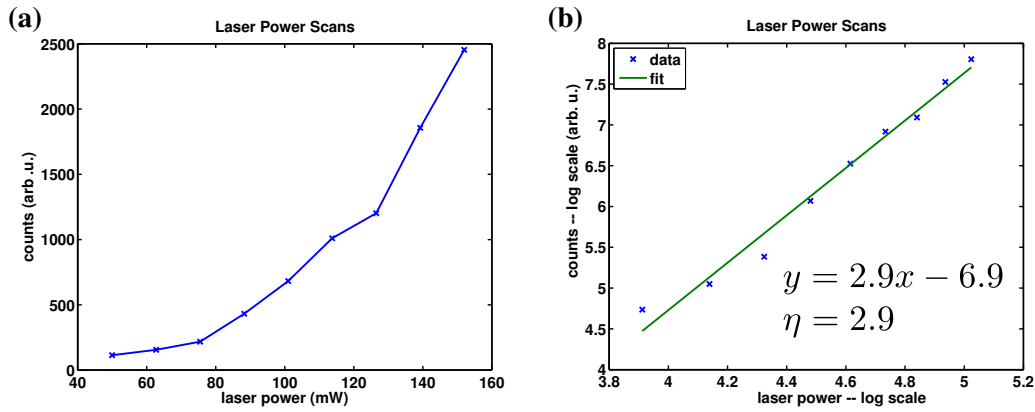 (a)
Laser Power Scans
2500
2000
1500
1000
500
0
counts (arb .u.)
40
60
80
100
120
140
160
laser power (mW)
(b)
Laser Power Scans
8
7.5
7
6.5
6
5.5
5
4.5
4
counts -- log scale (arb. u.)
data
fit
y = 2.9x − 6.9
η = 2.9
3.8
4
4.2
4.4
4.6
4.8
5
5.2
laser power -- log scale